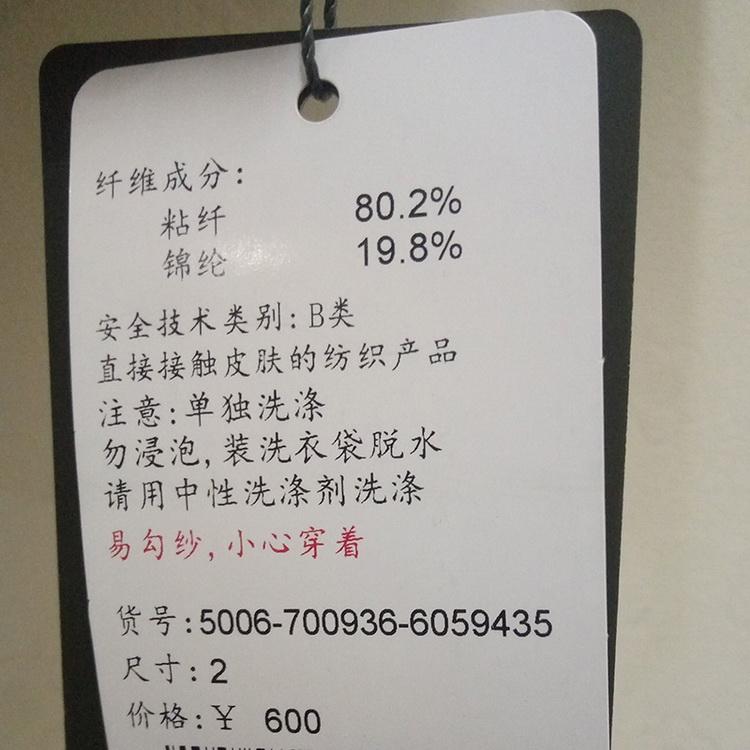 纤维成分:
粘纤 80.2%
锦纶 19.8%
安全技术类别: B类
直接接触皮肤的纺织产品
注意:单独洗涤
勿浸泡,装洗衣袋脱水
请用中性洗涤剂洗涤
易勾纱,小心穿着
货号:5006-700936-6059435
尺寸: 2
价格:¥ 600